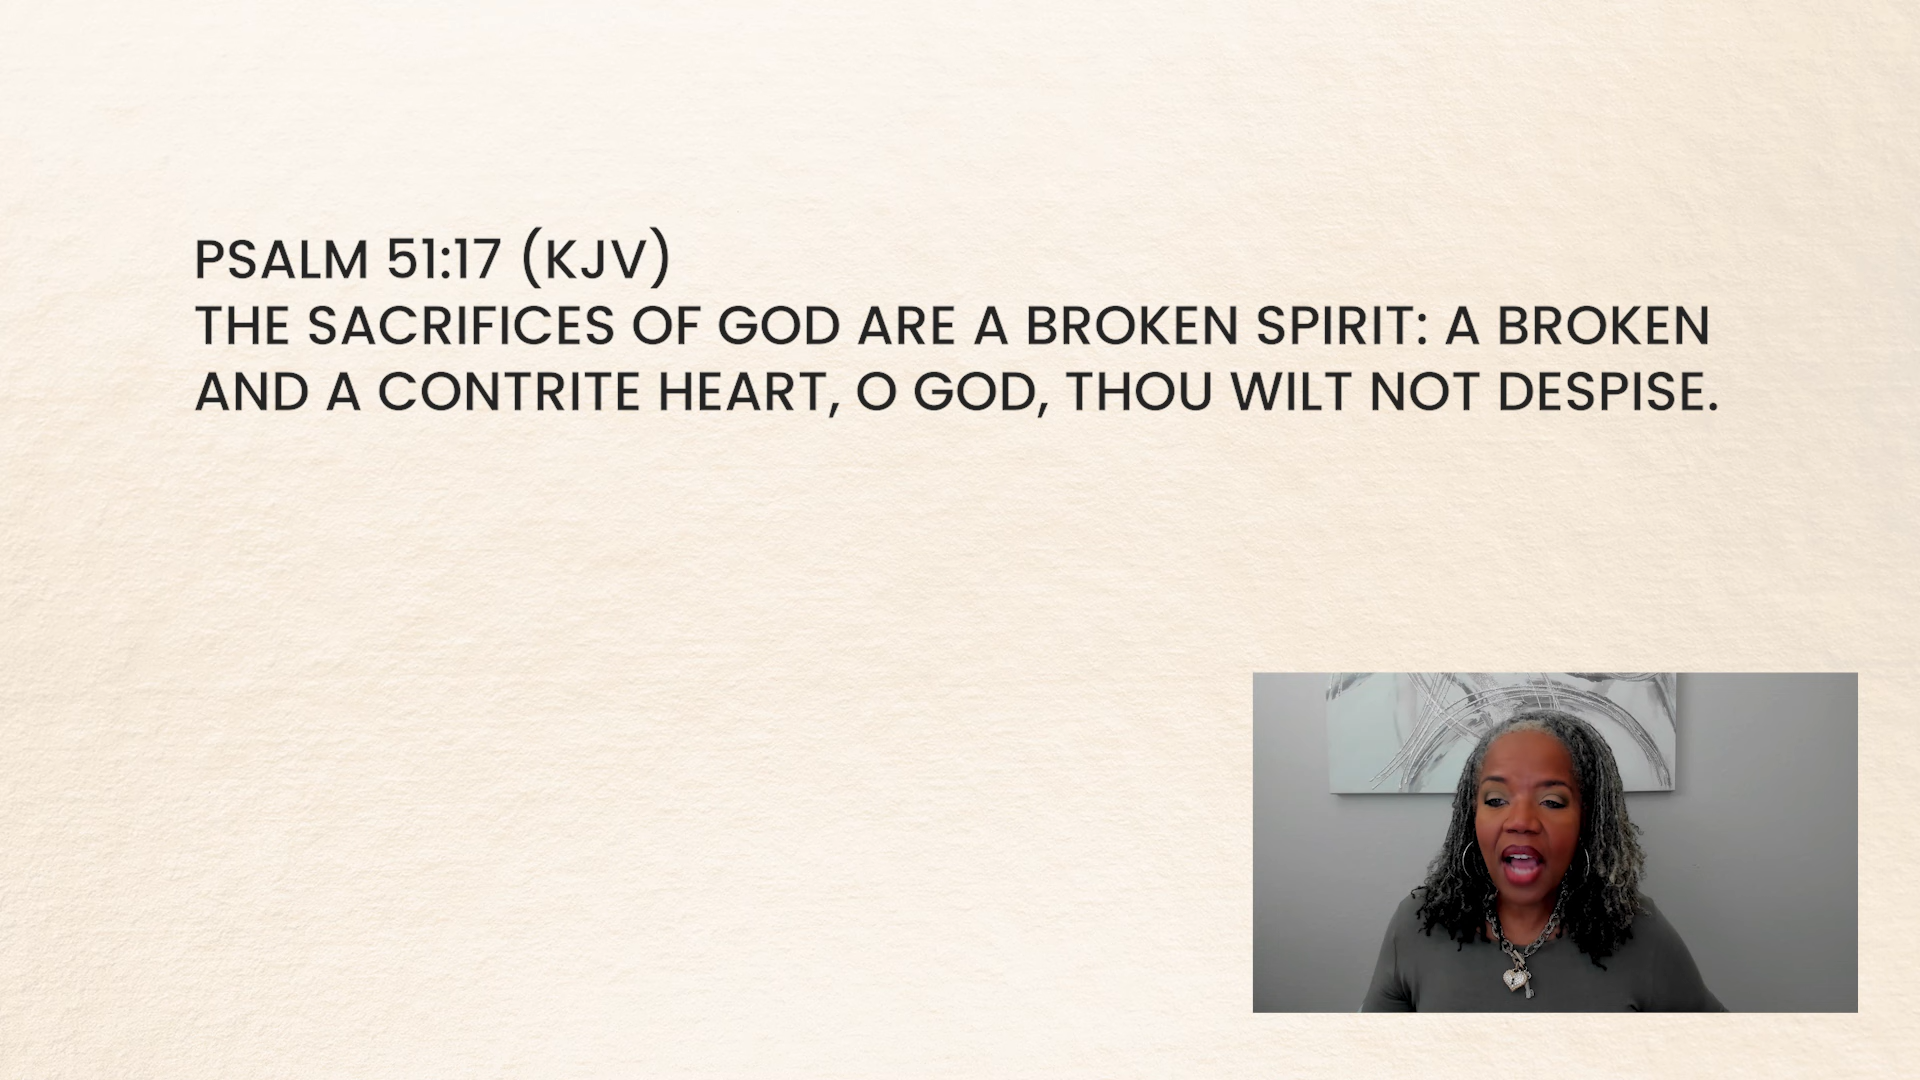 PSALM 51:17 (KJV)
THE SACRIFICES OF GOD ARE A BROKEN SPIRIT: A BROKEN
AND A CONTRITE HEART, O GOD, THOU WILT NOT DESPISE.